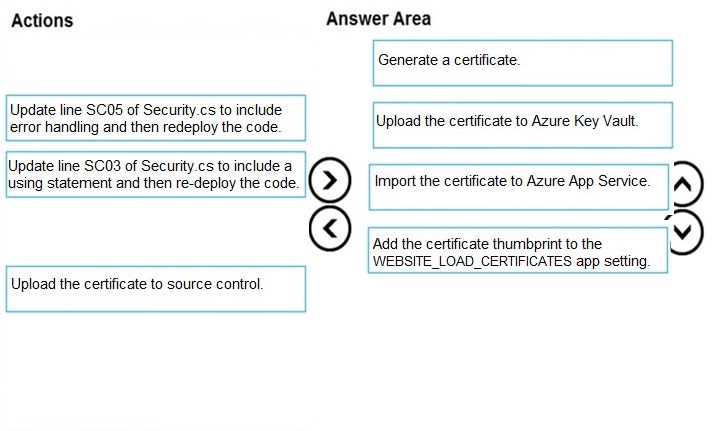 Actions
Answer Area
Generate a certificate.
Update line SC05 of Security.cs to include
error handling and then redeploy the code.
Upload the certificate to Azure Key Vault.
Update line SC03 of Security.cs to include a
using statement and then re-deploy the code.
Import the certificate to Azure App Service.
Add the certificate thumbprint to the
WEBSITE_LOAD_CERTIFICATES app setting.
Upload the certificate to source control.